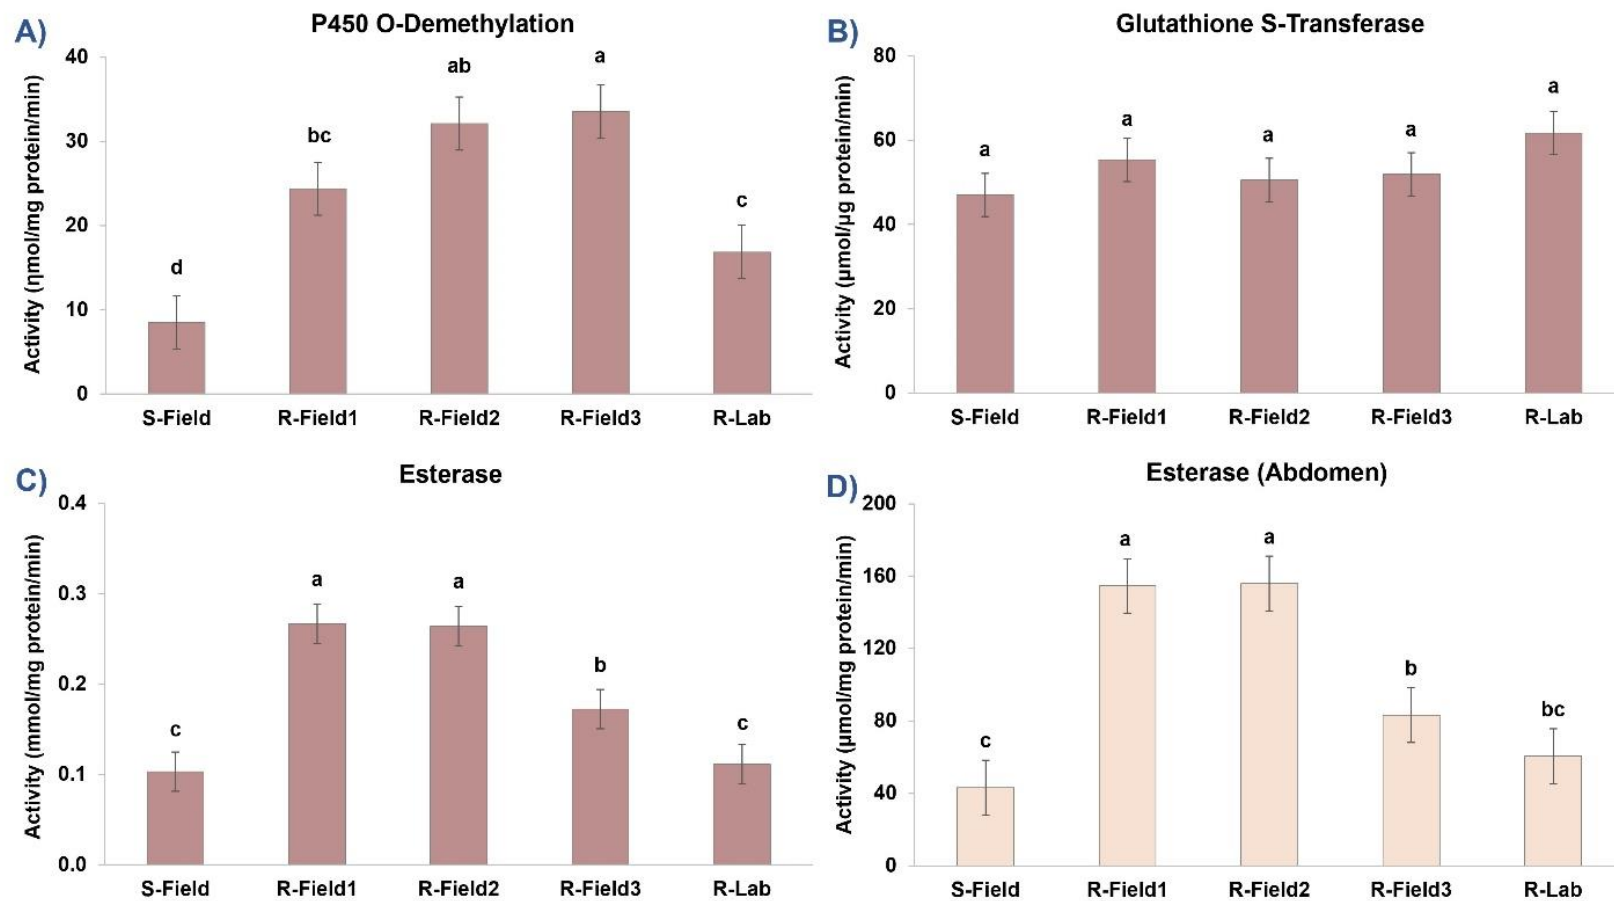 A)
P450 O-Demethylation
Activity (ηmol/mg protein/min)
40
30
20
10
0
d
bc
ab
a
c
S-Field R-Field1 R-Field2 R-Field3 R-Lab
B)
Glutathione S-Transferase
Activity (µmol/µg protein/min)
80
60
40
20
0
a
a
a
a
a
S-Field R-Field1 R-Field2 R-Field3 R-Lab
C)
Esterase
Activity (mmol/mg protein/min)
0.4
0.3
0.2
0.1
0.0
c
a
a
b
c
S-Field R-Field1 R-Field2 R-Field3 R-Lab
D)
Esterase (Abdomen)
Activity (µmol/mg protein/min)
200
160
120
80
40
0
c
a
a
b
bc
S-Field R-Field1 R-Field2 R-Field3 R-Lab